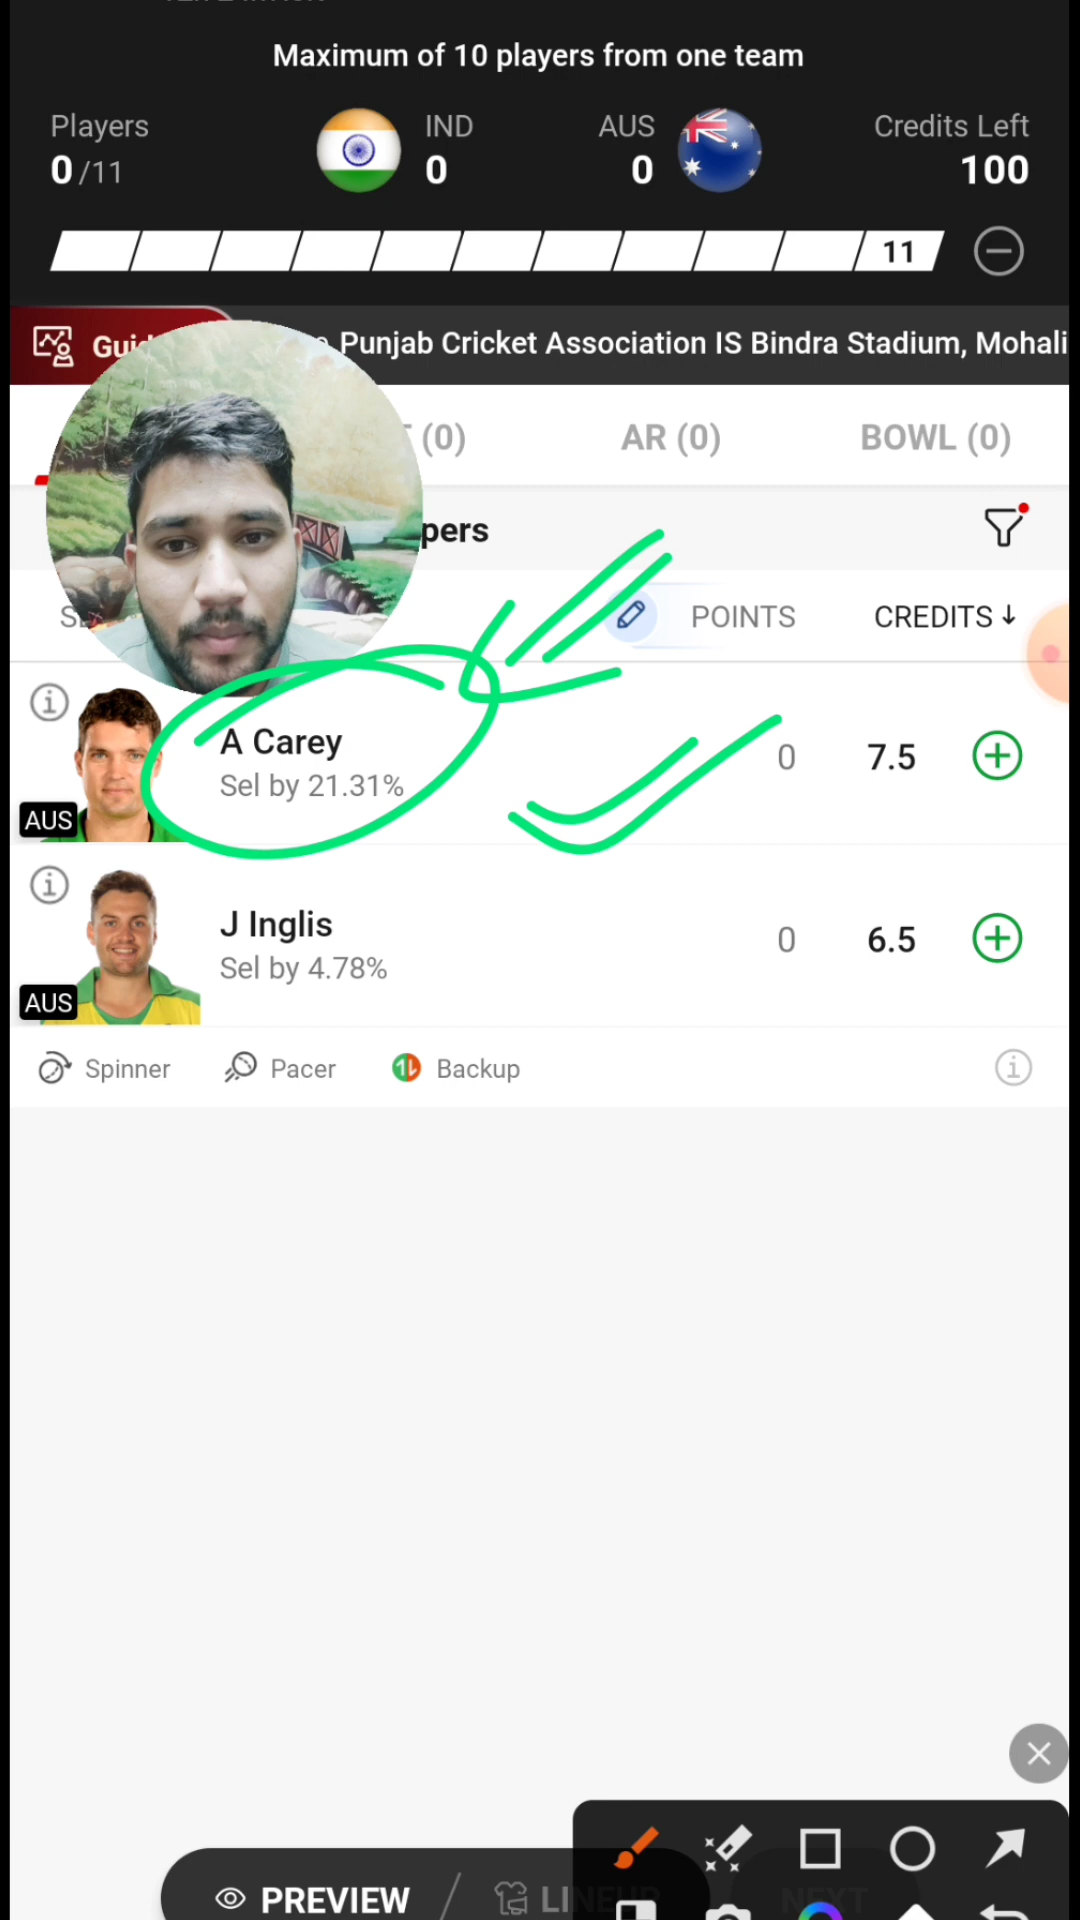 Maximum of 10 players from one team
Players IND AUS Credits Left
0/11 0 0 100
11
Punjab Cricket Association IS Bindra Stadium, Mohali
(0) AR (0) BOWL (0)
pers
POINTS CREDITS↓
A Carey
Sel by 21.31%
0 7.5
AUS
J Inglis
Sel by 4.78%
0 6.5
AUS
Spinner Pacer Backup
PREVIEW LINEUP NEXT